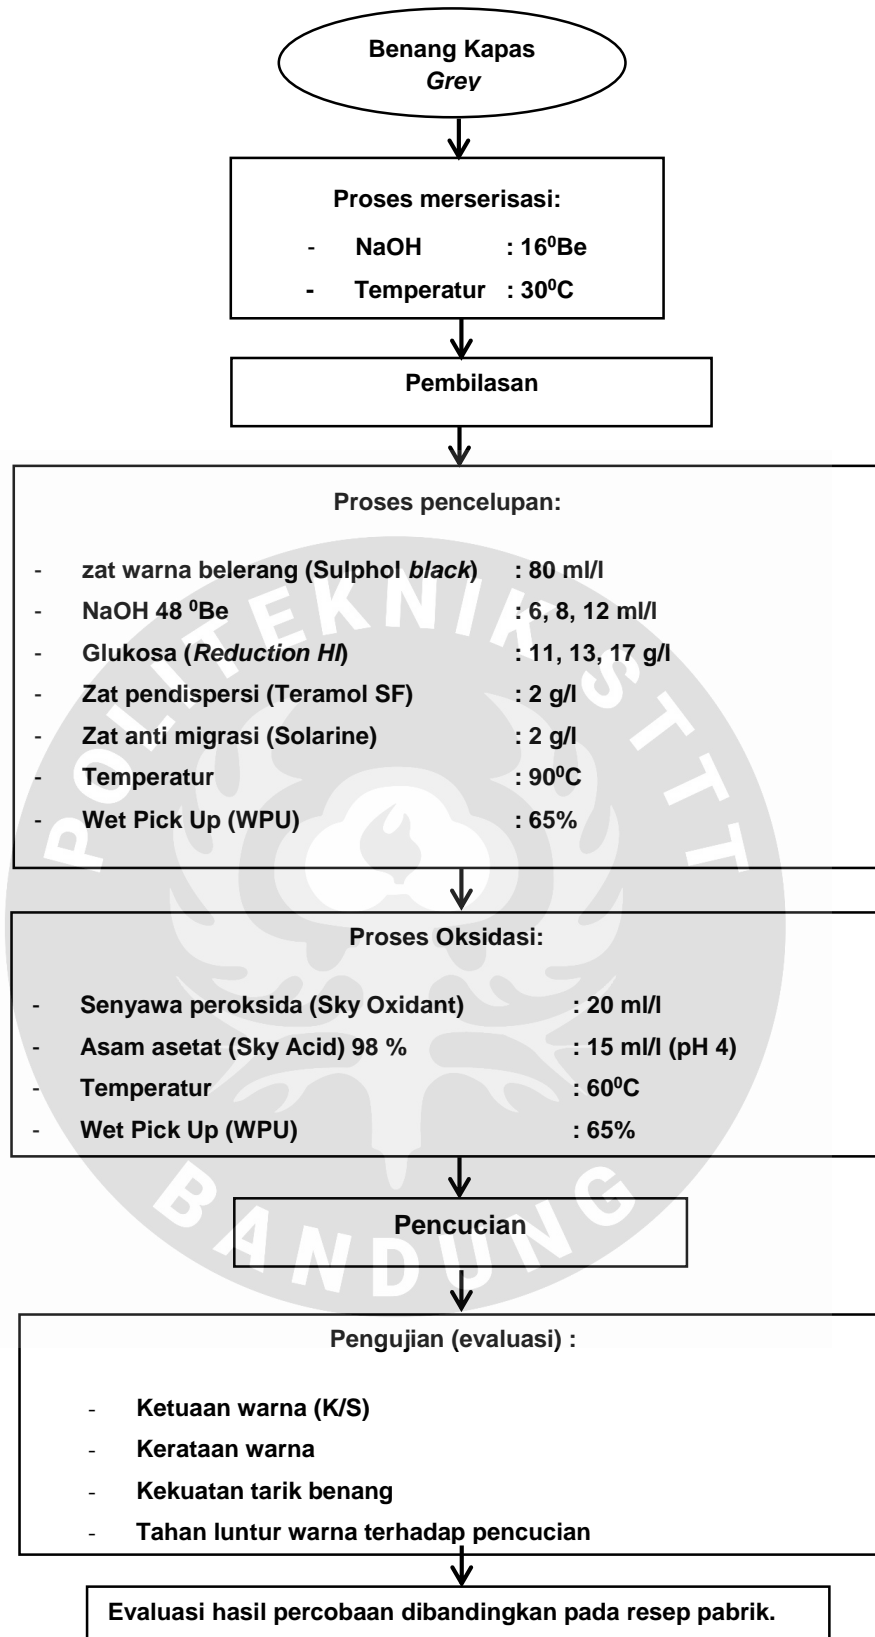 Benang Kapas
Grey
Proses merserisasi:
- NaOH : 16⁰Be
- Temperatur : 30⁰C
Pembilasan
Proses pencelupan:
- zat warna belerang (Sulphol black) : 80 ml/l
- NaOH 48 ⁰Be : 6, 8, 12 ml/l
- Glukosa (Reduction HI) : 11, 13, 17 g/l
- Zat pendispersi (Teramol SF) : 2 g/l
- Zat anti migrasi (Solarine) : 2 g/l
- Temperatur : 90⁰C
- Wet Pick Up (WPU) : 65%
Proses Oksidasi:
- Senyawa peroksida (Sky Oxidant) : 20 ml/l
- Asam asetat (Sky Acid) 98 % : 15 ml/l (pH 4)
- Temperatur : 60⁰C
- Wet Pick Up (WPU) : 65%
Pencucian
Pengujian (evaluasi) :
- Ketuaan warna (K/S)
- Kerataan warna
- Kekuatan tarik benang
- Tahan luntur warna terhadap pencucian
Evaluasi hasil percobaan dibandingkan pada resep pabrik.
POLITEKNIK STTT
BANDUNG